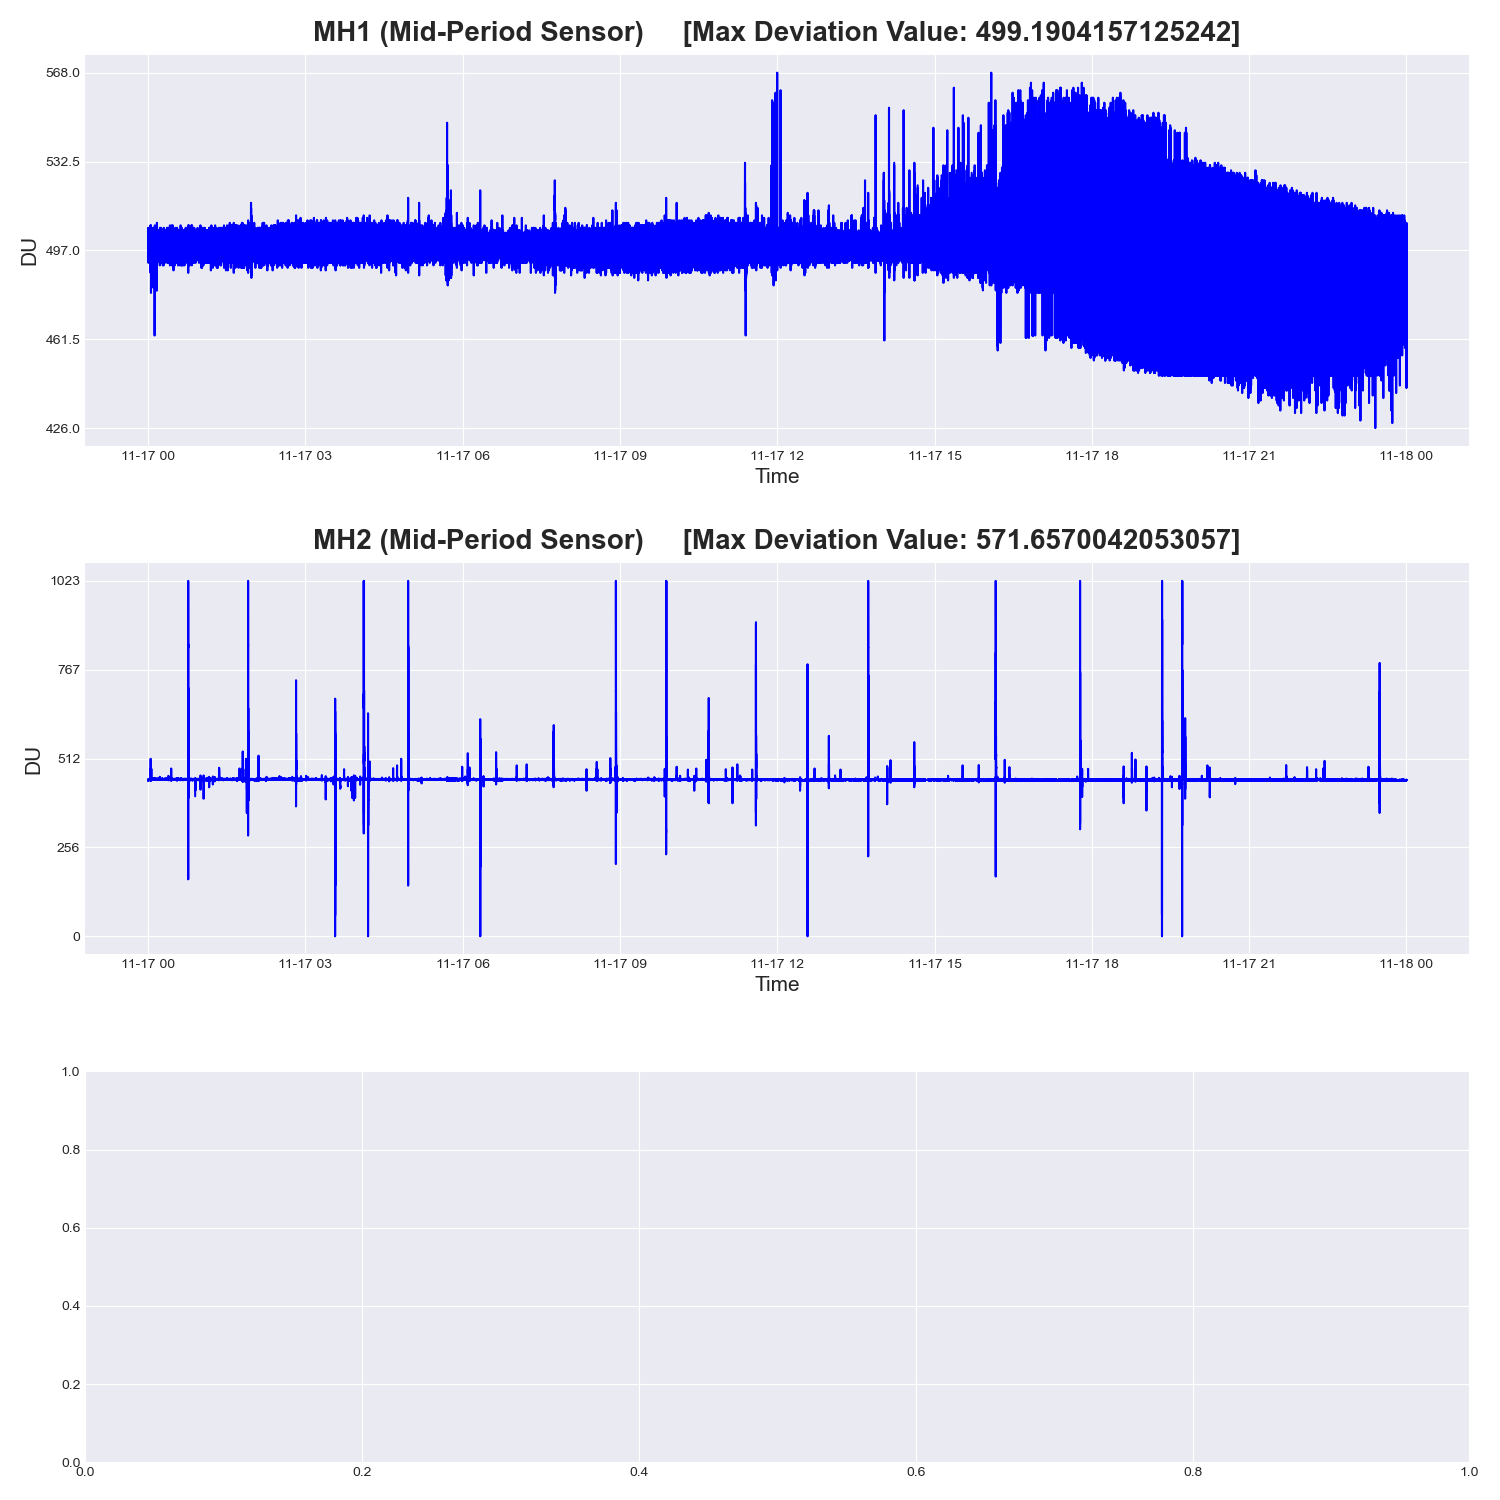 MH1 (Mid-Period Sensor) [Max Deviation Value: 499.1904157125242]
568.0
532.5
497.0
461.5
426.0
DU
11-17 00 11-17 03 11-17 06 11-17 09 11-17 12 11-17 15 11-17 18 11-17 21 11-18 00
Time
MH2 (Mid-Period Sensor) [Max Deviation Value: 571.6570042053057]
1023
767
512
256
0
DU
11-17 00 11-17 03 11-17 06 11-17 09 11-17 12 11-17 15 11-17 18 11-17 21 11-18 00
Time
1.0
0.8
0.6
0.4
0.2
0.0
0.0 0.2 0.4 0.6 0.8 1.0